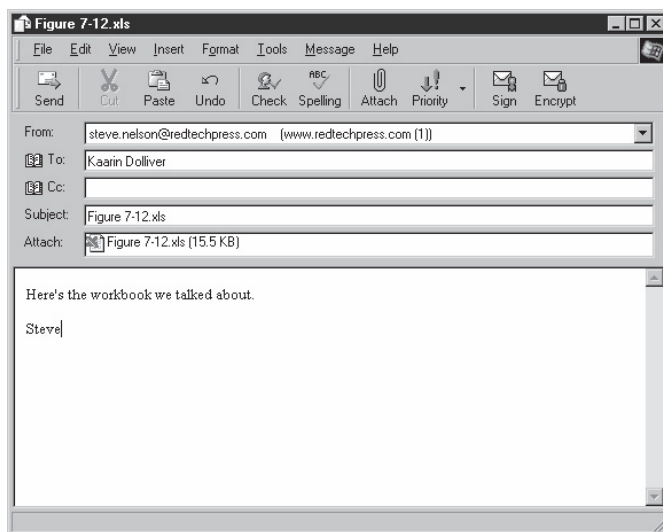 Figure 7-12.xls
File Edit View Insert Format Tools Message Help
ABC
Send Cut Paste Undo Check Spelling Attach Priority Sign Encrypt
From: steve.nelson@redtechpress.com (www.redtechpress.com (1))
To: Kaarin Dolliver
Cc:
Subject: Figure 7-12.xls
Attach: Figure 7-12.xls (15.5 KB)
Here's the workbook we talked about.
Steve